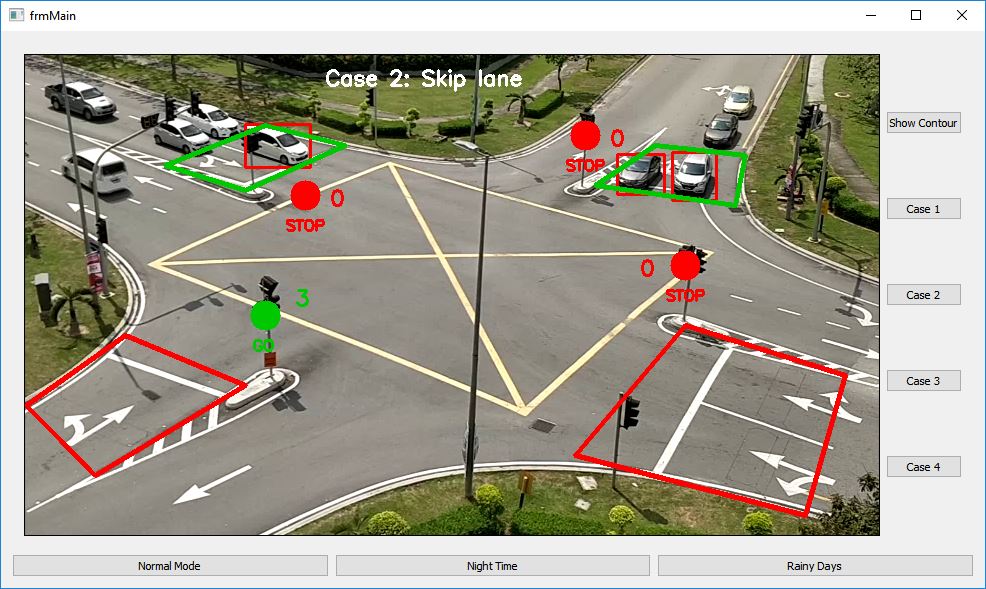 frmMain
Case 2: Skip lane
0
STOP
0
STOP
0
STOP
3
GO
Show Contour
Case 1
Case 2
Case 3
Case 4
Normal Mode
Night Time
Rainy Days